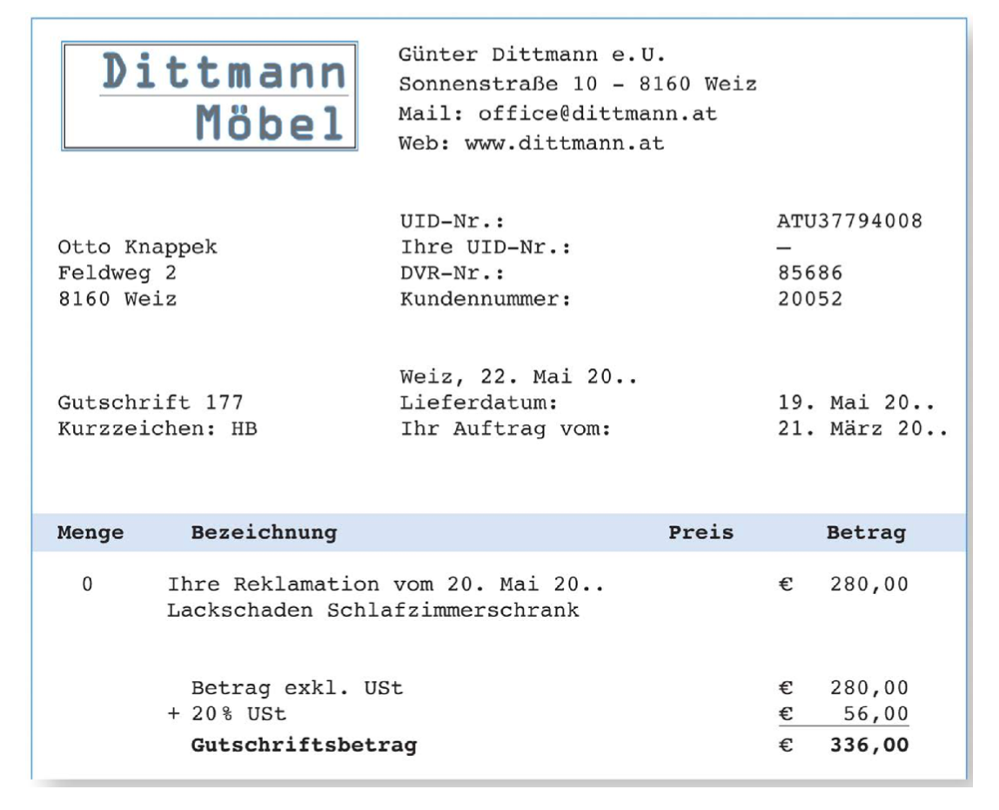 Dittmann
Möbel
Günter Dittmann e.U.
Sonnenstraße 10 – 8160 Weiz
Mail: office@dittmann.at
Web: www.dittmann.at
UID–Nr.: ATU37794008
Otto Knappek Ihre UID–Nr.: –
Feldweg 2 DVR–Nr.: 85686
8160 Weiz Kundennummer: 20052
Weiz, 22. Mai 20..
Gutschrift 177 Lieferdatum: 19. Mai 20..
Kurzzeichen: HB Ihr Auftrag vom: 21. März 20..
Menge Bezeichnung Preis Betrag
0 Ihre Reklamation vom 20. Mai 20.. € 280,00
Lackschaden Schlafzimmerschrank
Betrag exkl. USt € 280,00
+ 20 % USt € 56,00
Gutschriftsbetrag € 336,00